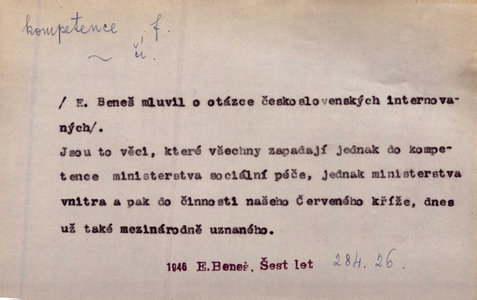 kompetence f.
~ čí
/ E. Beneš mluvil o otázce československých internova-
ných/.
Jsou to věci, které všechny zapadají jednak do kompe-
tence ministerstva sociální péče, jednak ministerstva
vnitra a pak do činnosti našeho Červeného kříže, dnes
už také mezinárodně uznaného.
1946 E.Beneš, Šest let 284.26.